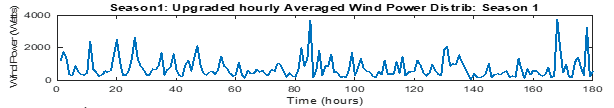 Season1: Upgraded hourly Averaged Wind Power Distrib: Season 1
Wind Power (Watts)
4000
2000
0
0 20 40 60 80 100 120 140 160 180
Time (hours)